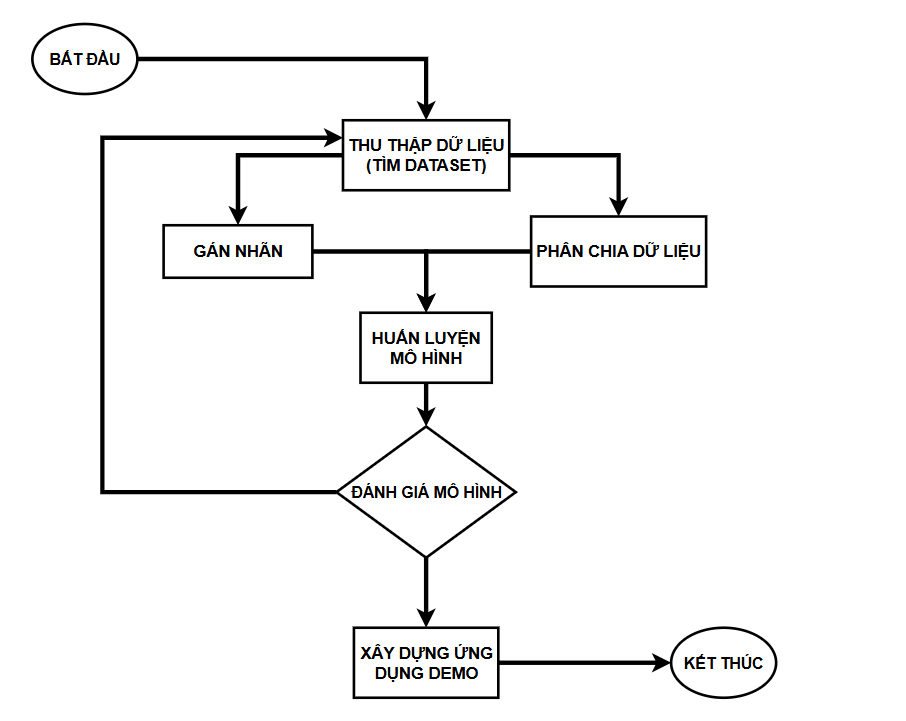 BẮT ĐẦU
THU THẬP DỮ LIỆU
(TÌM DATASET)
GÁN NHÃN
PHÂN CHIA DỮ LIỆU
HUẤN LUYỆN
MÔ HÌNH
ĐÁNH GIÁ MÔ HÌNH
XÂY DỰNG ỨNG
DỤNG DEMO
KẾT THÚC